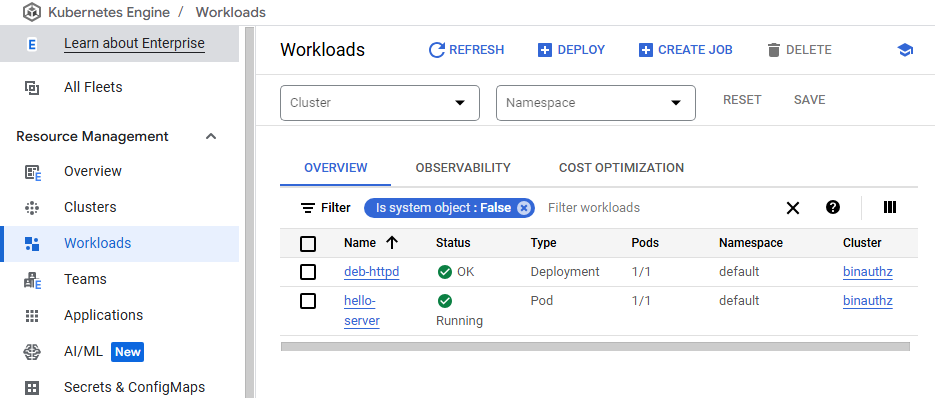 Kubernetes Engine / Workloads
E Learn about Enterprise
All Fleets
Resource Management
Overview
Clusters
Workloads
Teams
Applications
AI/ML New
Secrets & ConfigMaps
Workloads REFRESH DEPLOY CREATE JOB DELETE
Cluster Namespace RESET SAVE
OVERVIEW OBSERVABILITY COST OPTIMIZATION
Filter Is system object : False Filter workloads
Name Status Type Pods Namespace Cluster
deb-httpd OK Deployment 1/1 default binauthz
hello- Pod 1/1 default binauthz
server Running